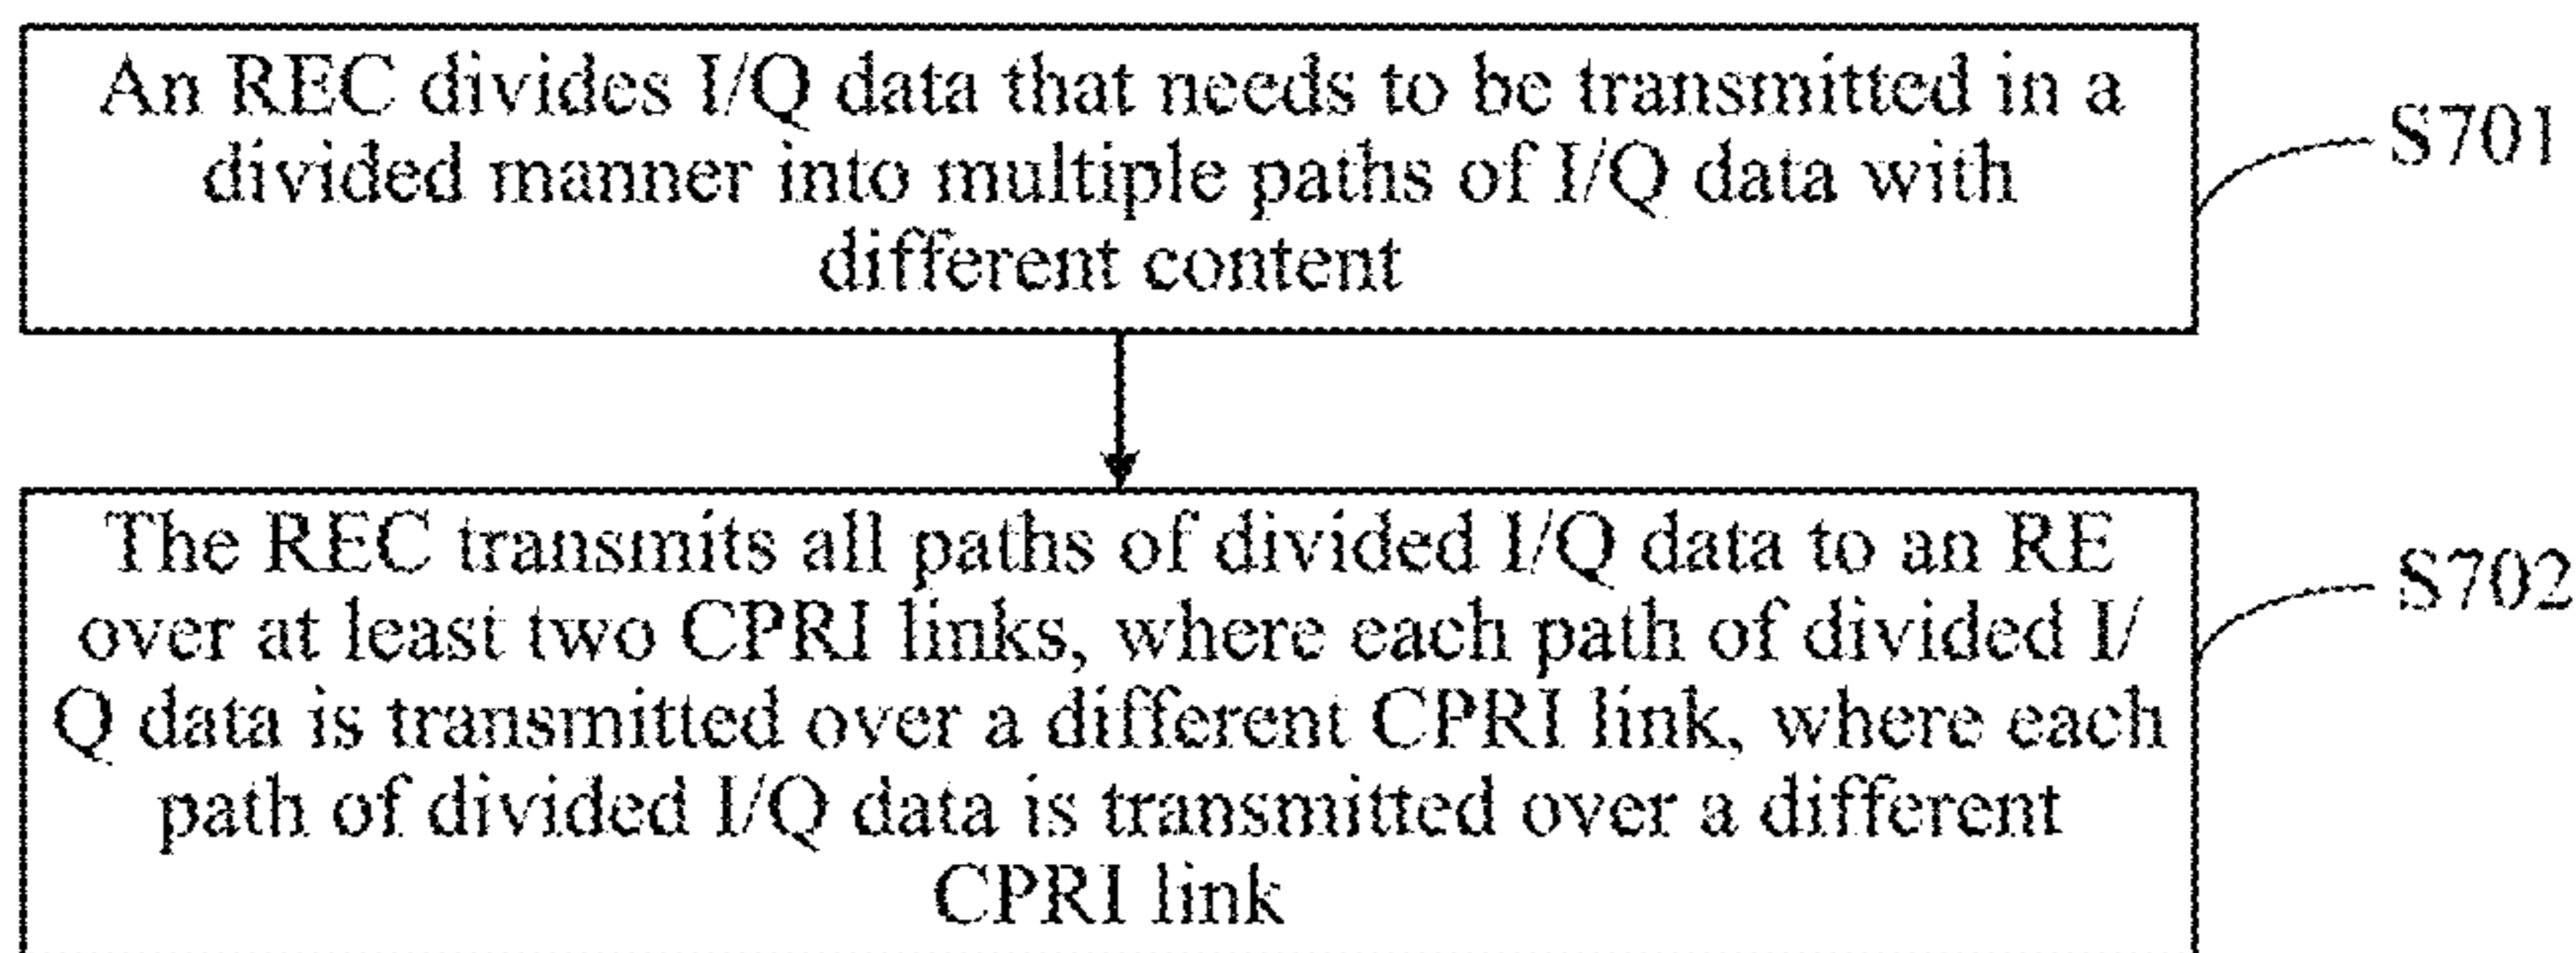 An REC divides I/Q data that needs to be transmitted in a
divided manner into multiple paths of I/Q data with
different content
S701
The REC transmits all paths of divided I/Q data to an RE
over at least two CPRI links, where each path of divided I/
Q data is transmitted over a different CPRI link, where each
path of divided I/Q data is transmitted over a different
CPRI link
S702